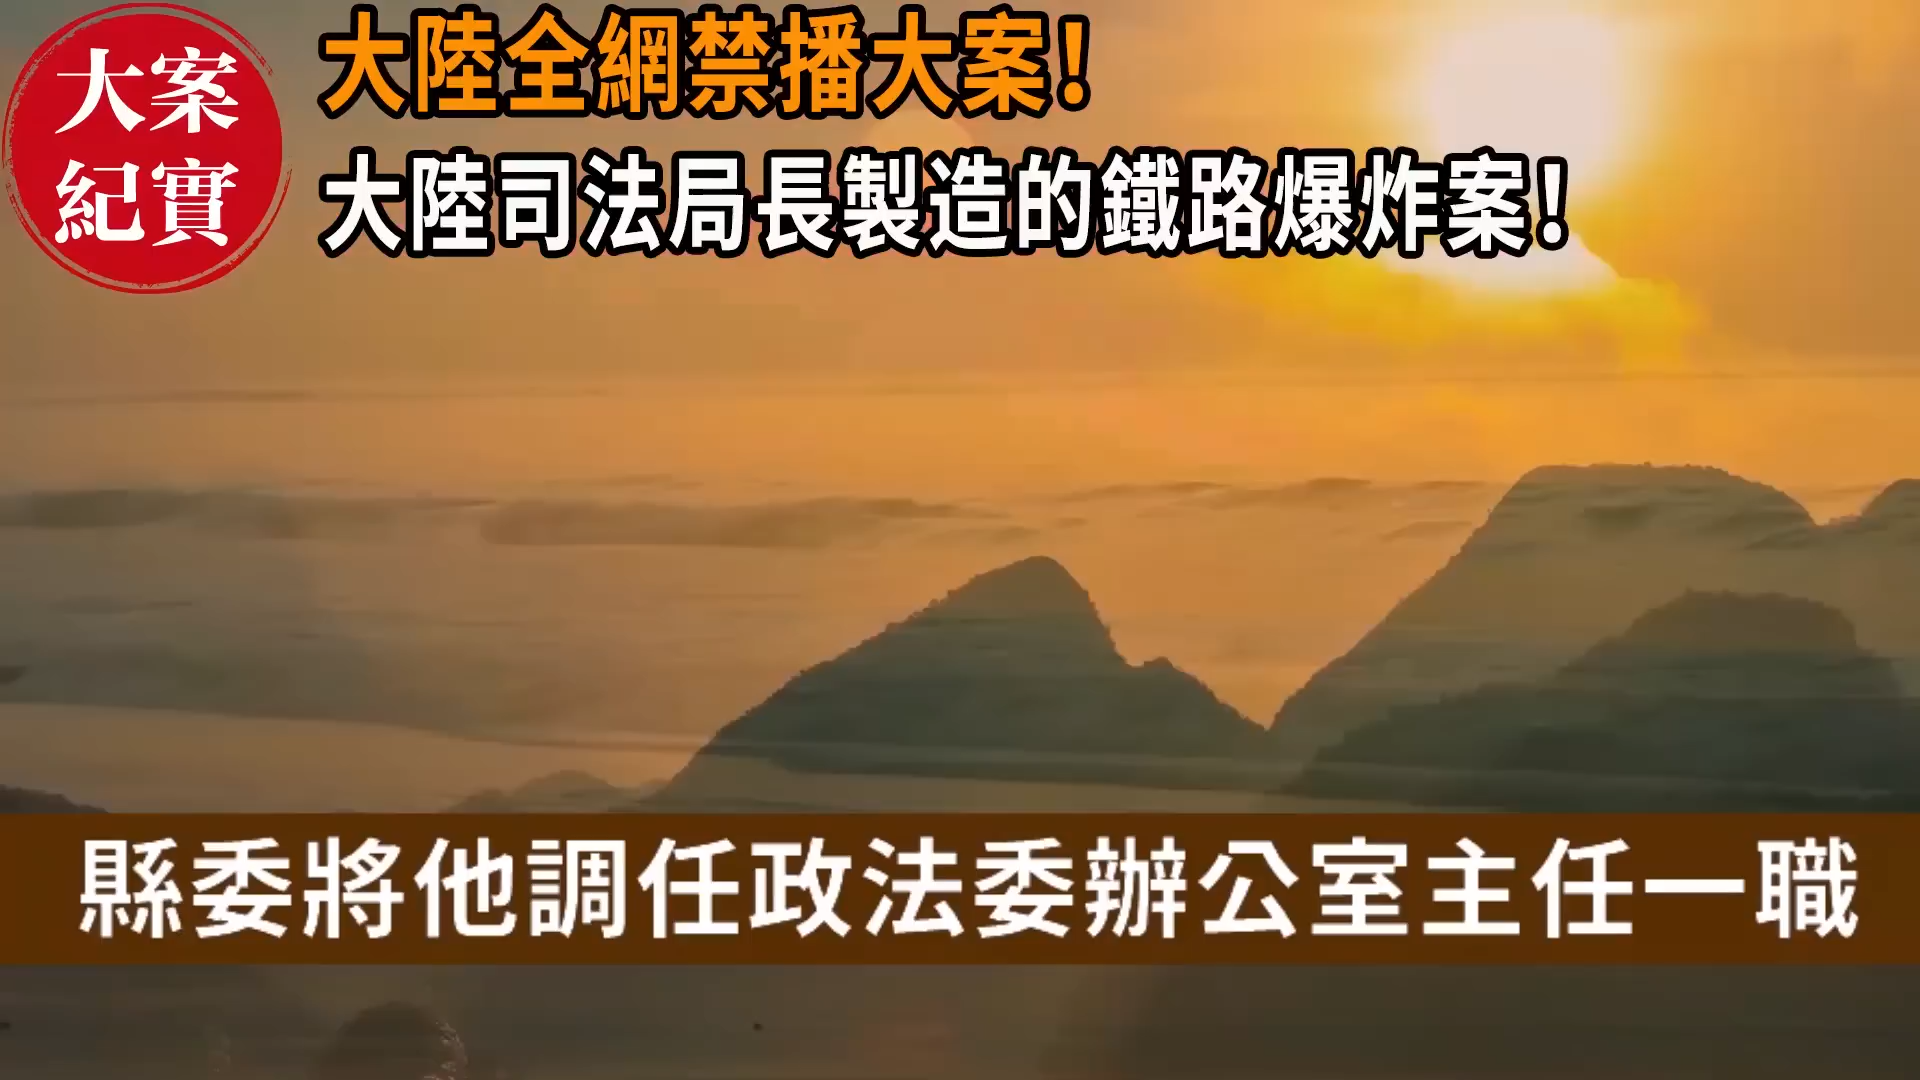 大案
紀實
大陸全網禁播大案!
大陸司法局長製造的鐵路爆炸案!
縣委將他調任政法委辦公室主任一職